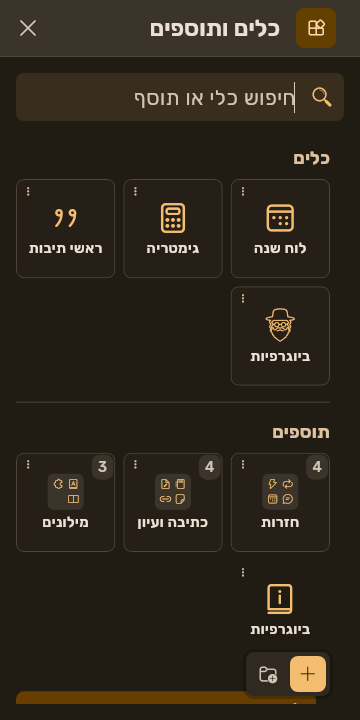 כלים ותוספים
חיפוש כלי או תוסף
כלים
לוח שנה
גימטריה
ראשי תיבות
ביוגרפיות
תוספים
4
חזרות
4
כתיבה ועיון
3
מילונים
ביוגרפיות